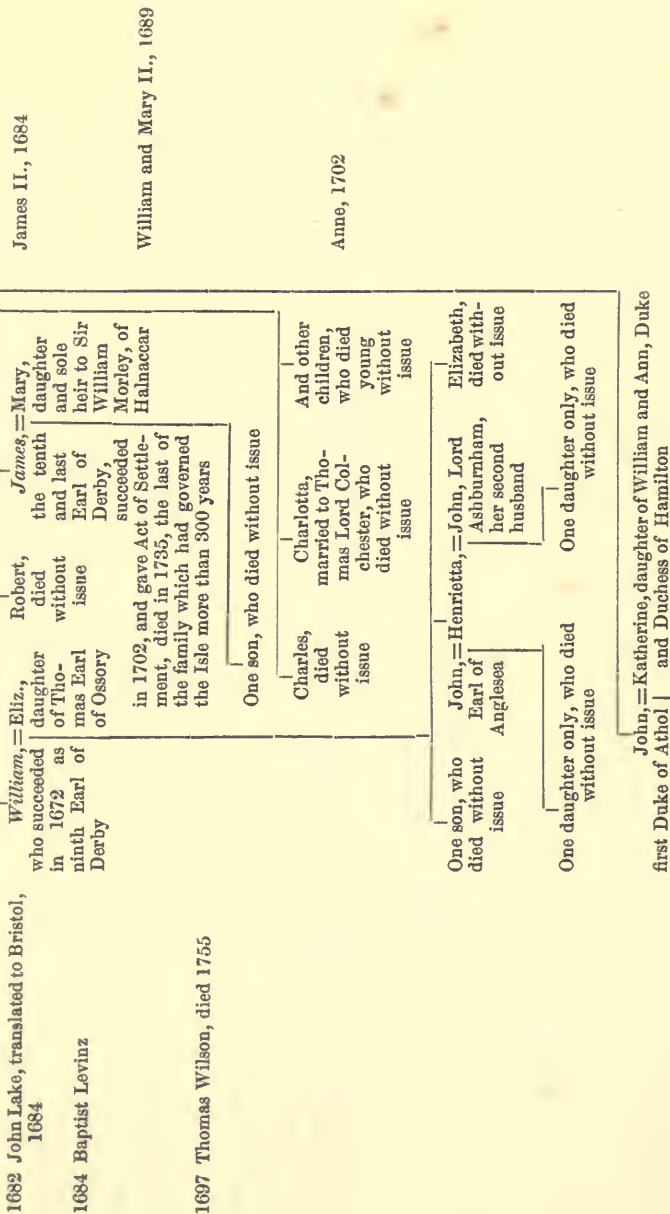 1682 John Lake, translated to Bristol,
1684
1684 Baptist Levinz
1697 Thomas Wilson, died 1755
William,=Eliz.,
who succeeded
in 1672 as
ninth Earl of
Derby
daughter
of Tho-
mas Earl
of Ossory
Robert,
died
without
issue
James,=Mary,
the tenth
and last
Earl of
Derby,
succeeded
daughter
and sole
heir to Sir
William
Morley, of
Halnaccar
in 1702, and gave Act of Settle-
ment, died in 1735, the last of
the family which had governed
the Isle more than 300 years
One son, who died without issue
Charles,
died
without
issue
Charlotta,
married to Tho-
mas Lord Col-
chester, who
died without
issue
And other
children,
who died
young
without
issue
One son, who
died without
issue
John,=Henrietta,=John, Lord
Earl of
Anglesea
Ashburnham,
her second
husband
Elizabeth,
died with-
out issue
One daughter only, who died
without issue
One daughter only, who died
without issue
John,=Katherine, daughter of William and Ann, Duke
first Duke of Athol and Duchess of Hamilton
James II., 1684
William and Mary II., 1689
Anne, 1702